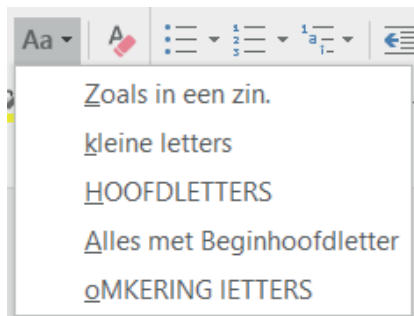 Aa
Zoals in een zin.
kleine letters
HOOFDLETTERS
Alles met Beginhoofdletter
oMKERING lETTERS